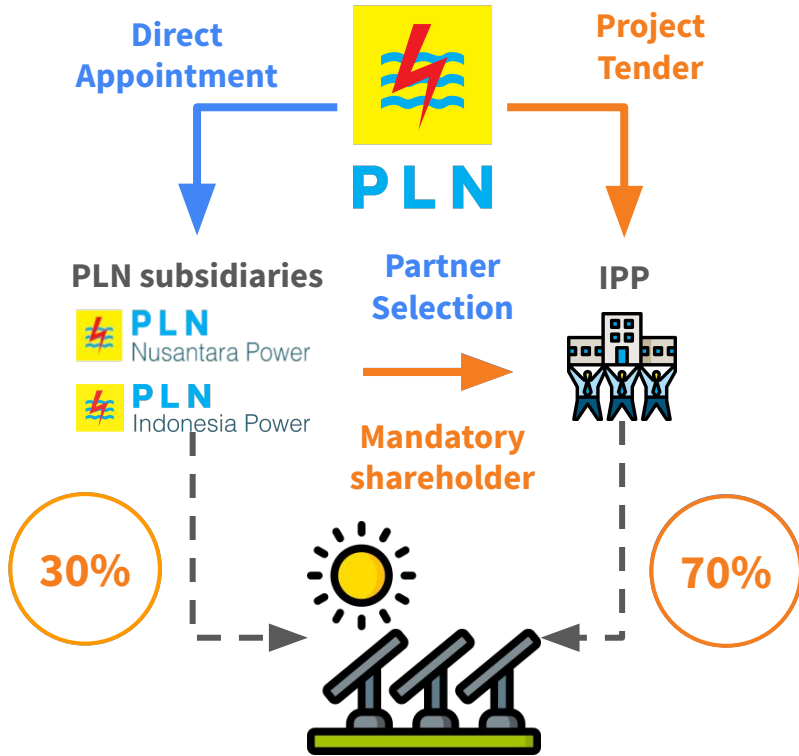 Direct
Appointment
Project
Tender
PLN
PLN subsidiaries
Partner
Selection
IPP
PLN
Nusantara Power
PLN
Indonesia Power
Mandatory
shareholder
30%
70%